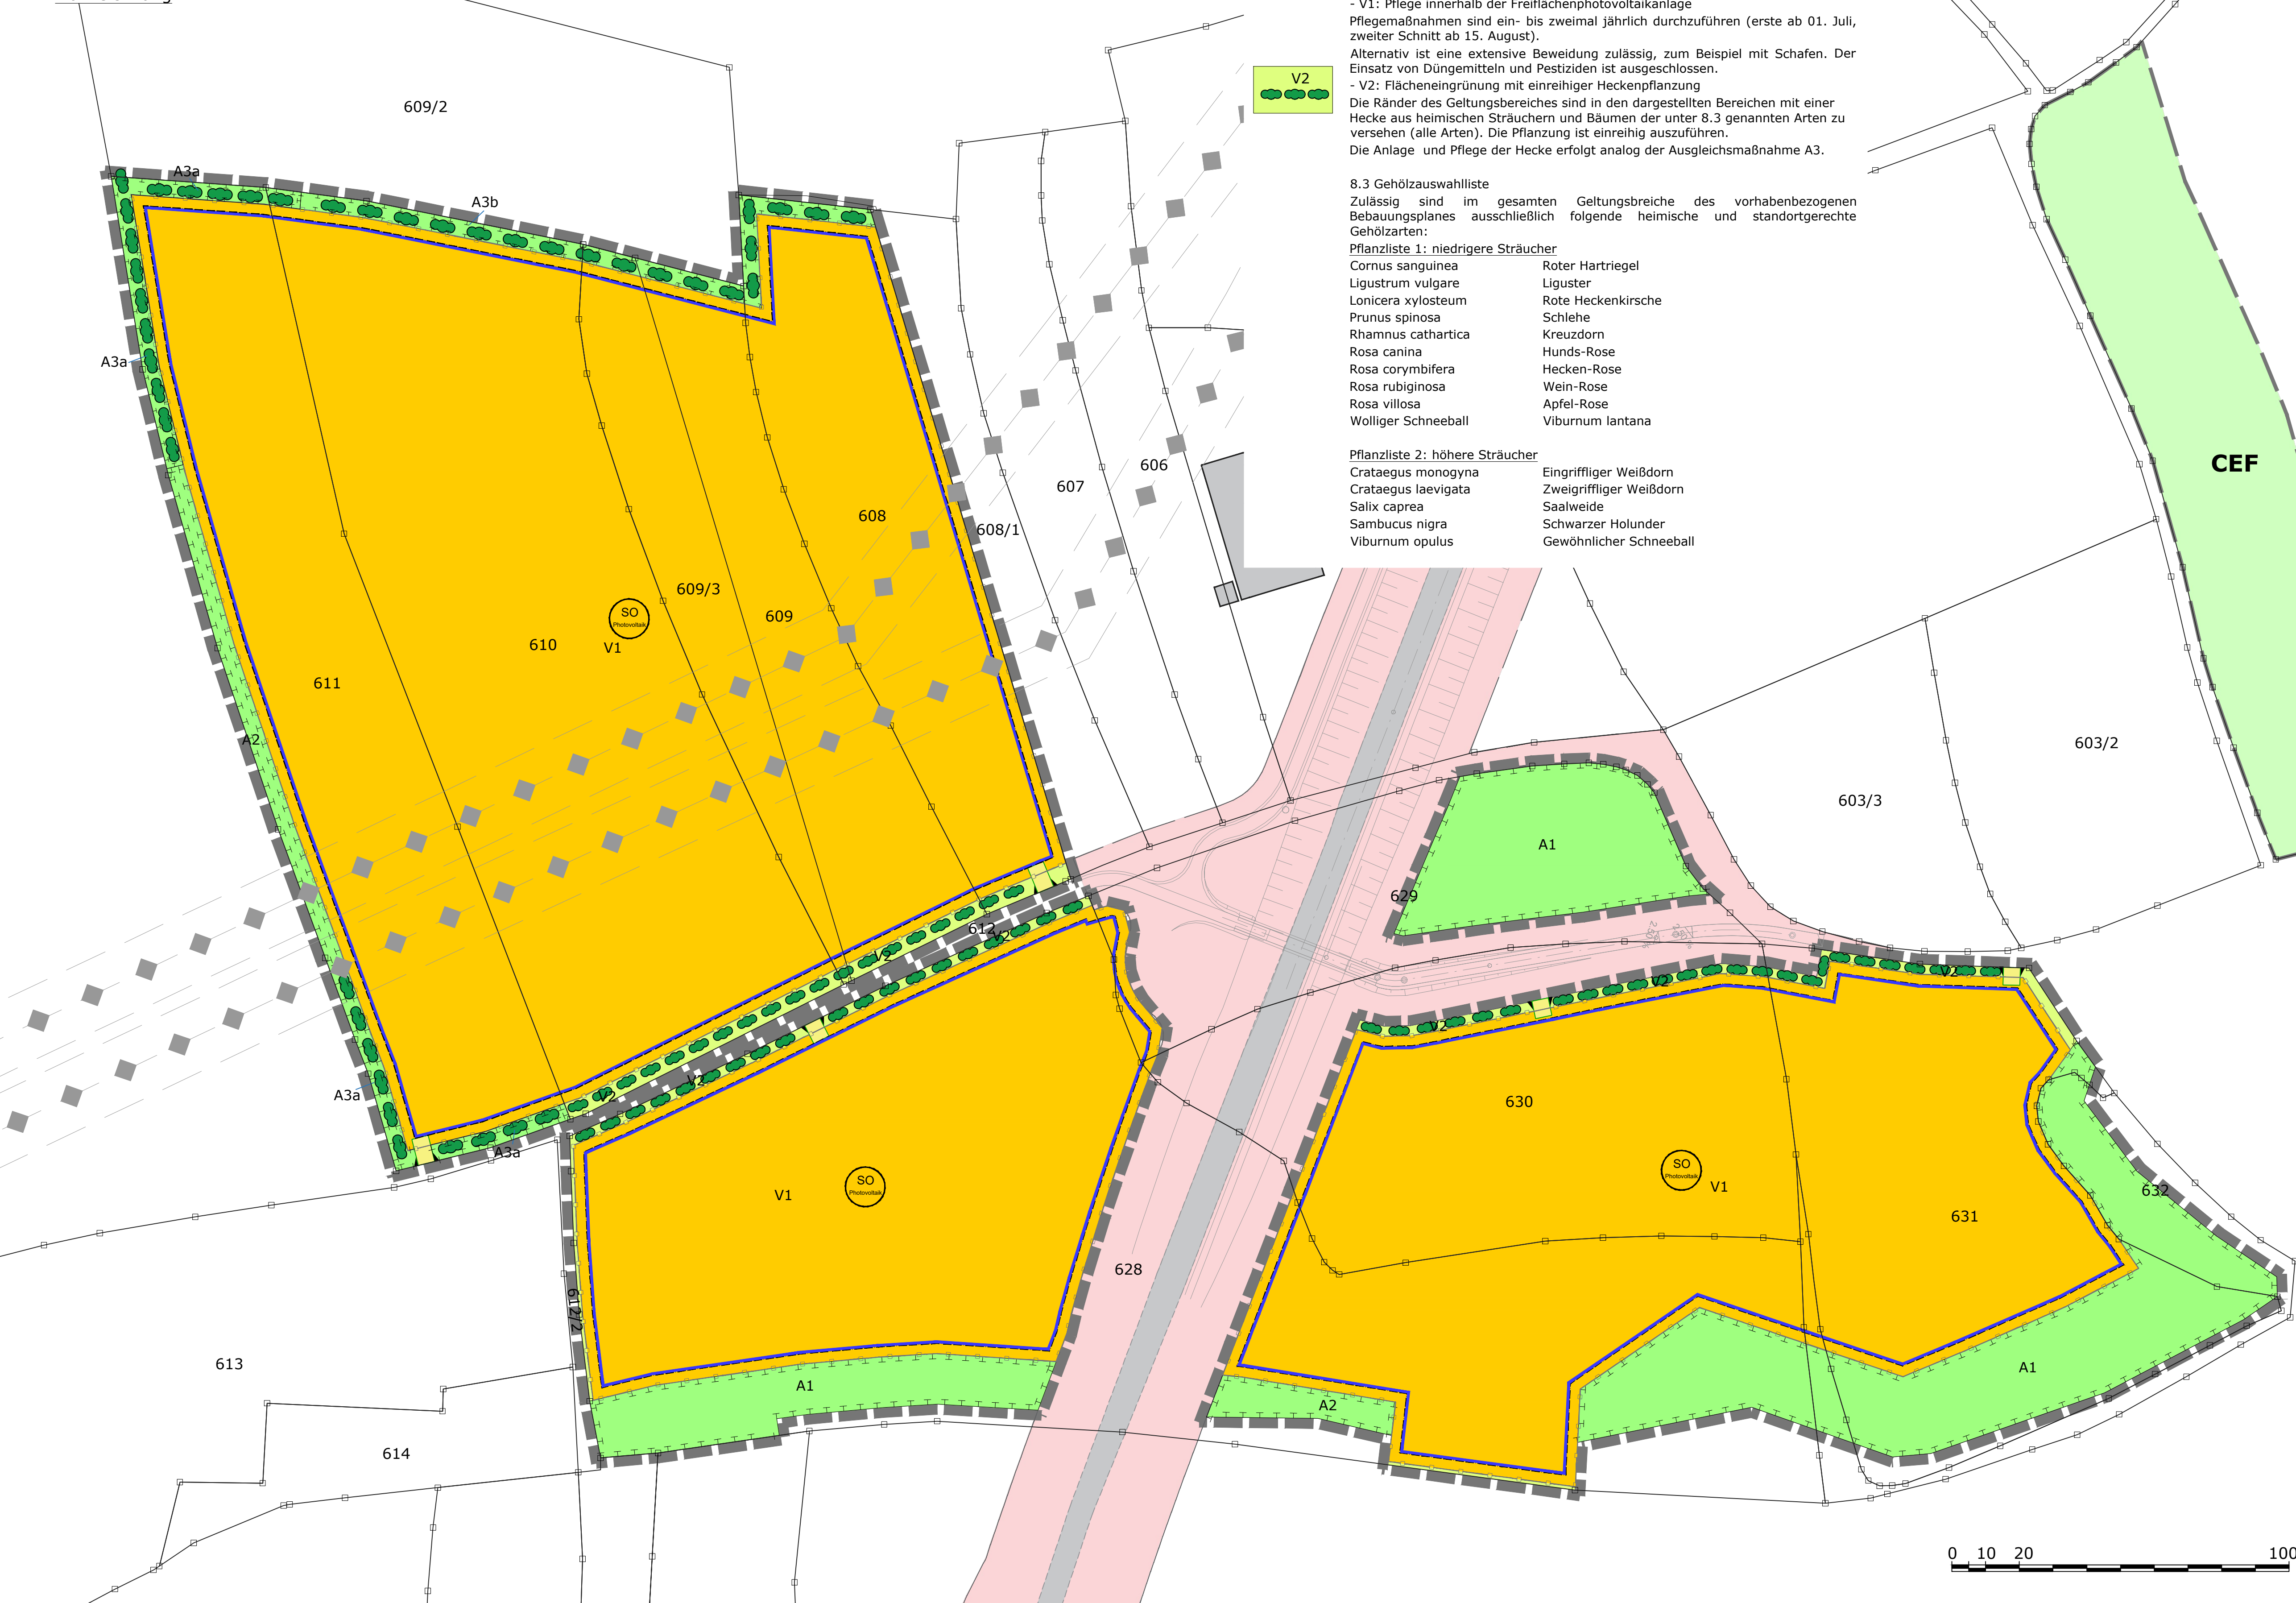 - V1: Pflege innerhalb der Freiflächenphotovoltaikanlage
Pflegemaßnahmen sind ein- bis zweimal jährlich durchzuführen (erste ab 01. Juli,
zweiter Schnitt ab 15. August).
Alternativ ist eine extensive Beweidung zulässig, zum Beispiel mit Schafen. Der
Einsatz von Düngemitteln und Pestiziden ist ausgeschlossen.
V2
- V2: Flächeneingrünung mit einreihiger Heckenpflanzung
Die Ränder des Geltungsbereiches sind in den dargestellten Bereichen mit einer
Hecke aus heimischen Sträuchern und Bäumen der unter 8.3 genannten Arten zu
versehen (alle Arten). Die Pflanzung ist einreihig auszuführen.
Die Anlage und Pflege der Hecke erfolgt analog der Ausgleichsmaßnahme A3.
8.3 Gehölzauswahlliste
Zulässig sind im gesamten Geltungsbreiche des vorhabenbezogenen
Bebauungsplanes ausschließlich folgende heimische und standortgerechte
Gehölzarten:
Pflanzliste 1: niedrigere Sträucher
Cornus sanguinea Roter Hartriegel
Ligustrum vulgare Liguster
Lonicera xylosteum Rote Heckenkirsche
Prunus spinosa Schlehe
Rhamnus cathartica Kreuzdorn
Rosa canina Hunds-Rose
Rosa corymbifera Hecken-Rose
Rosa rubiginosa Wein-Rose
Rosa villosa Apfel-Rose
Wolliger Schneeball Viburnum lantana
Pflanzliste 2: höhere Sträucher
Crataegus monogyna Eingriffliger Weißdorn
Crataegus laevigata Zweigriffliger Weißdorn
Salix caprea Saalweide
Sambucus nigra Schwarzer Holunder
Viburnum opulus Gewöhnlicher Schneeball
609/2
A3a
A3b
A3a
CEF
606
607
608
608/1
609/3
609
SO
Photovoltaik
610
V1
611
A2
603/2
603/3
A1
629
612
V2
V2
V2
V2
V2
V2
V2
A3a
A3a
630
SO
Photovoltaik
V1
SO
Photovoltaik
V1
632
631
628
612/2
613
A1
A1
A2
614
0 10 20 100